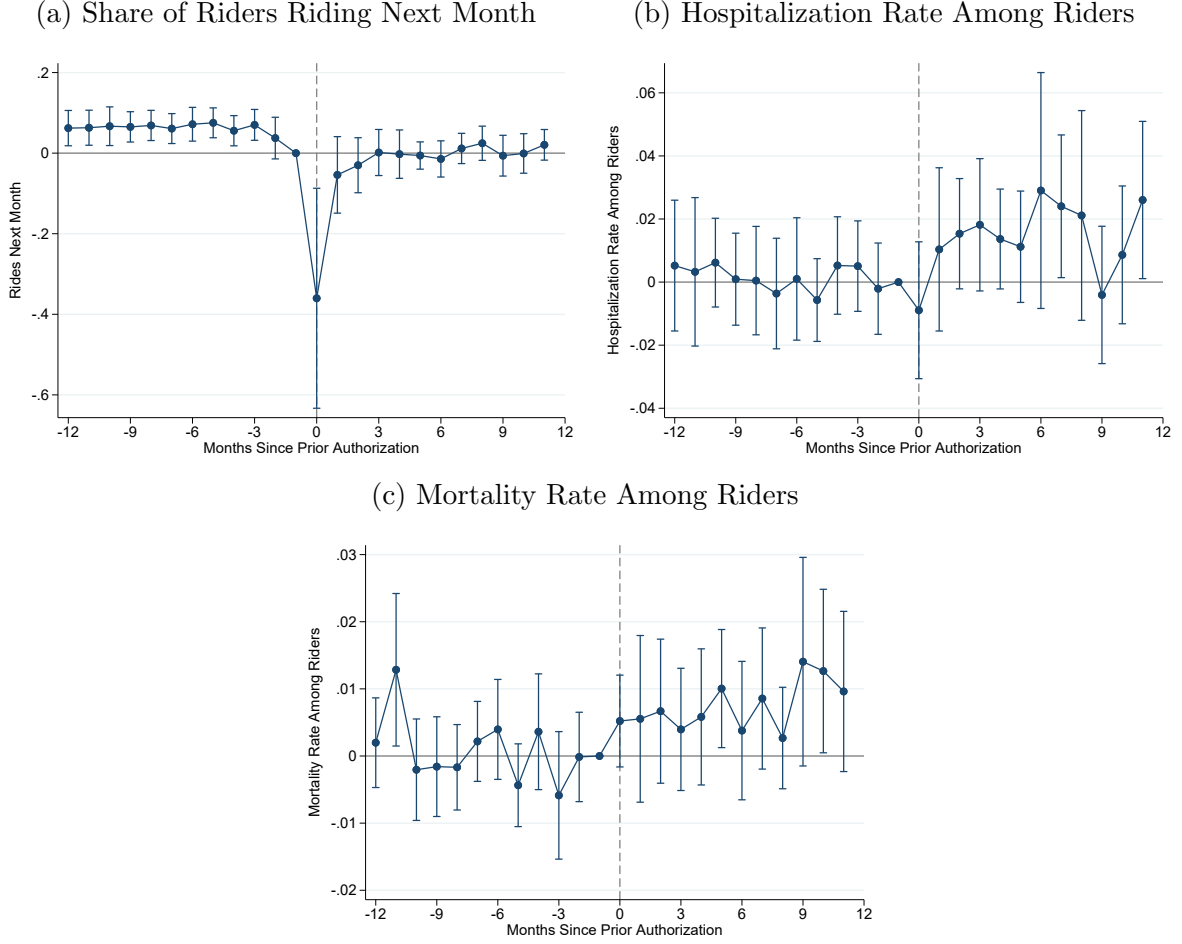 (a) Share of Riders Riding Next Month
.2
0
-.2
-.4
-.6
Rides Next Month
-12 -9 -6 -3 0 3 6 9 12
Months Since Prior Authorization
(b) Hospitalization Rate Among Riders
.06
.04
.02
0
-.02
-.04
Hospitalization Rate Among Riders
-12 -9 -6 -3 0 3 6 9 12
Months Since Prior Authorization
(c) Mortality Rate Among Riders
.03
.02
.01
0
-.01
-.02
Mortality Rate Among Riders
-12 -9 -6 -3 0 3 6 9 12
Months Since Prior Authorization